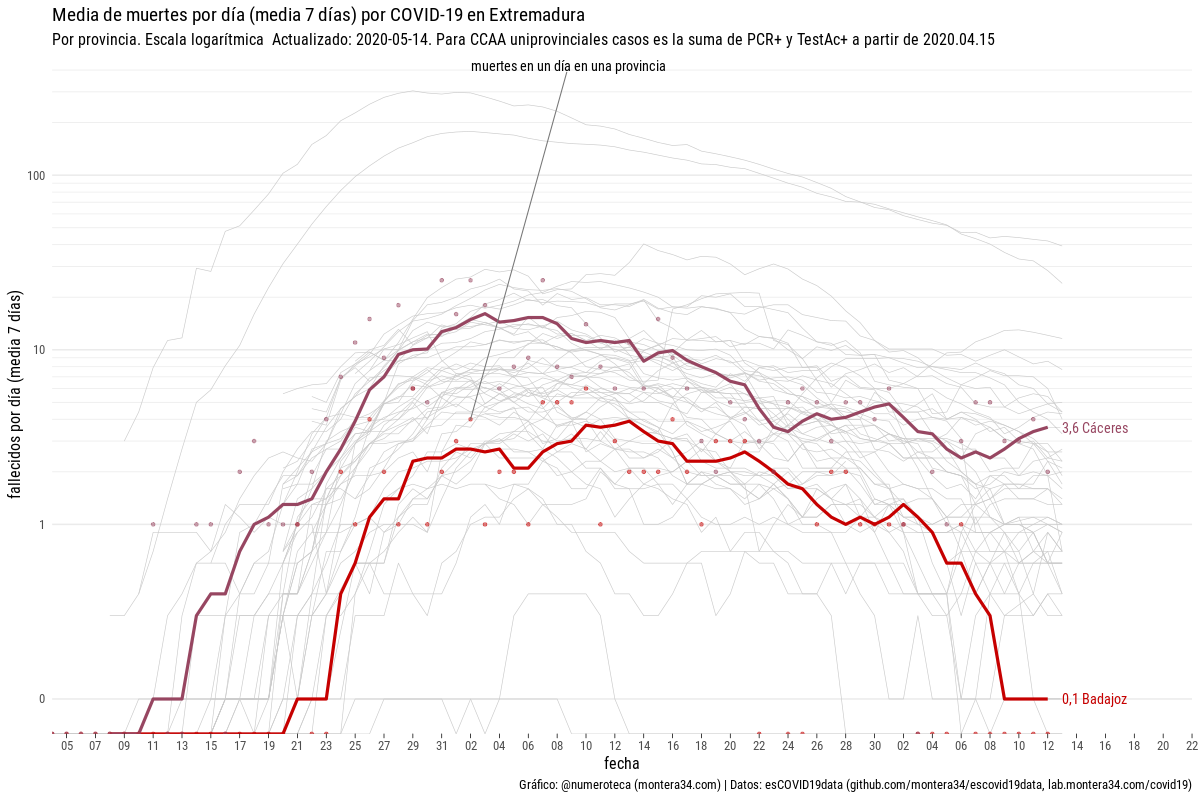 Media de muertes por día (media 7 días) por COVID-19 en Extremadura
Por provincia. Escala logarítmica  Actualizado: 2020-05-14. Para CCAA uniprovinciales casos es la suma de PCR+ y TestAc+ a partir de 2020.04.15
muertes en un día en una provincia
fallecidos por día (media  7 días)
100
10
1
0
3,6 Cáceres
0,1 Badajoz
05 07 09 11 13 15 17 19 21 23 25 27 29 31 02 04 06 08 10 12 14 16 18 20 22 24 26 28 30 02 04 06 08 10 12 14 16 18 20 22
fecha
Gráfico: @numeroteca (montera34.com) | Datos: esCOVID19data (github.com/montera34/escovid19data, lab.montera34.com/covid19)